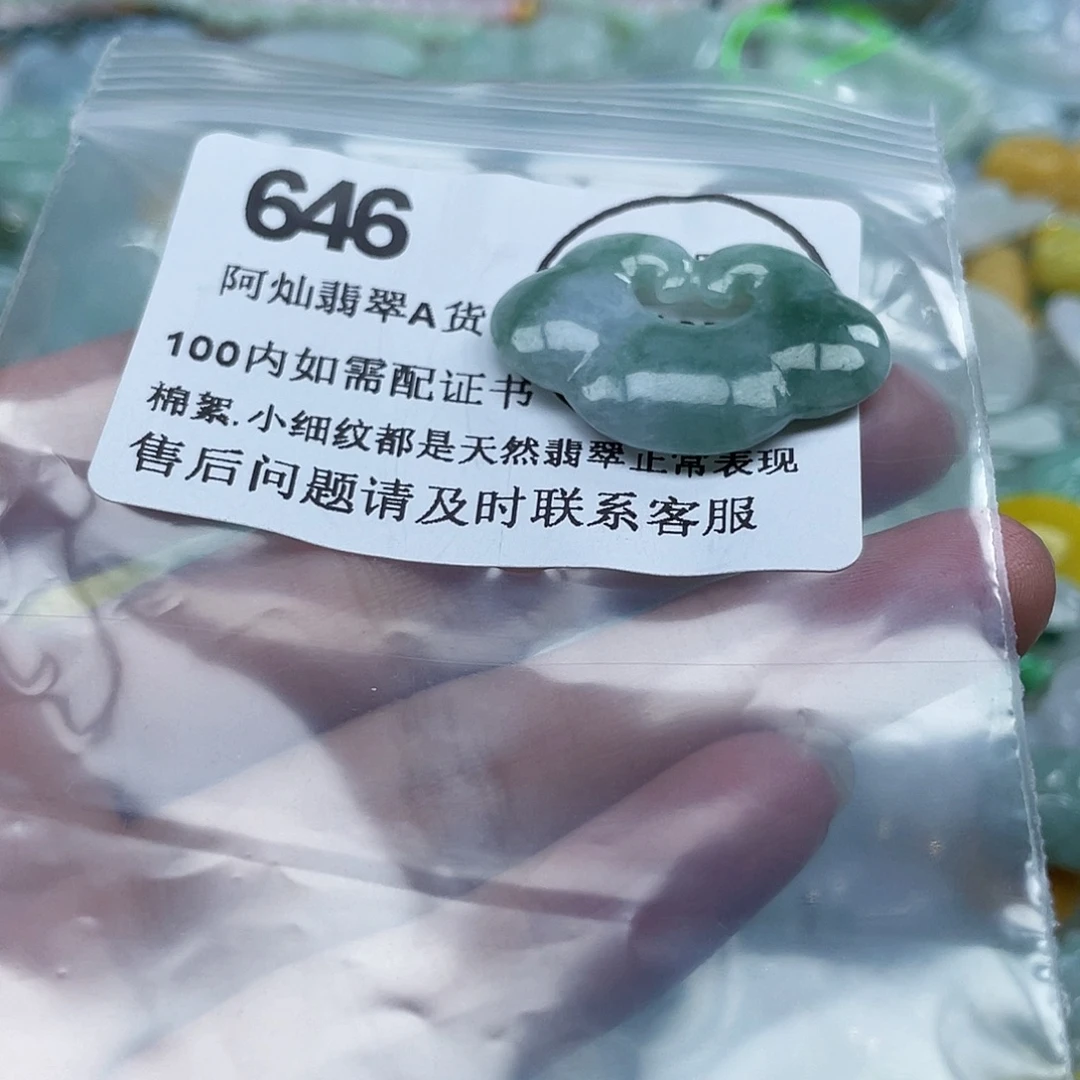 646
阿灿翡翠A货
100内如需配证书
棉絮.小细纹都是天然翡翠正常表现
售后问题请及时联系客服